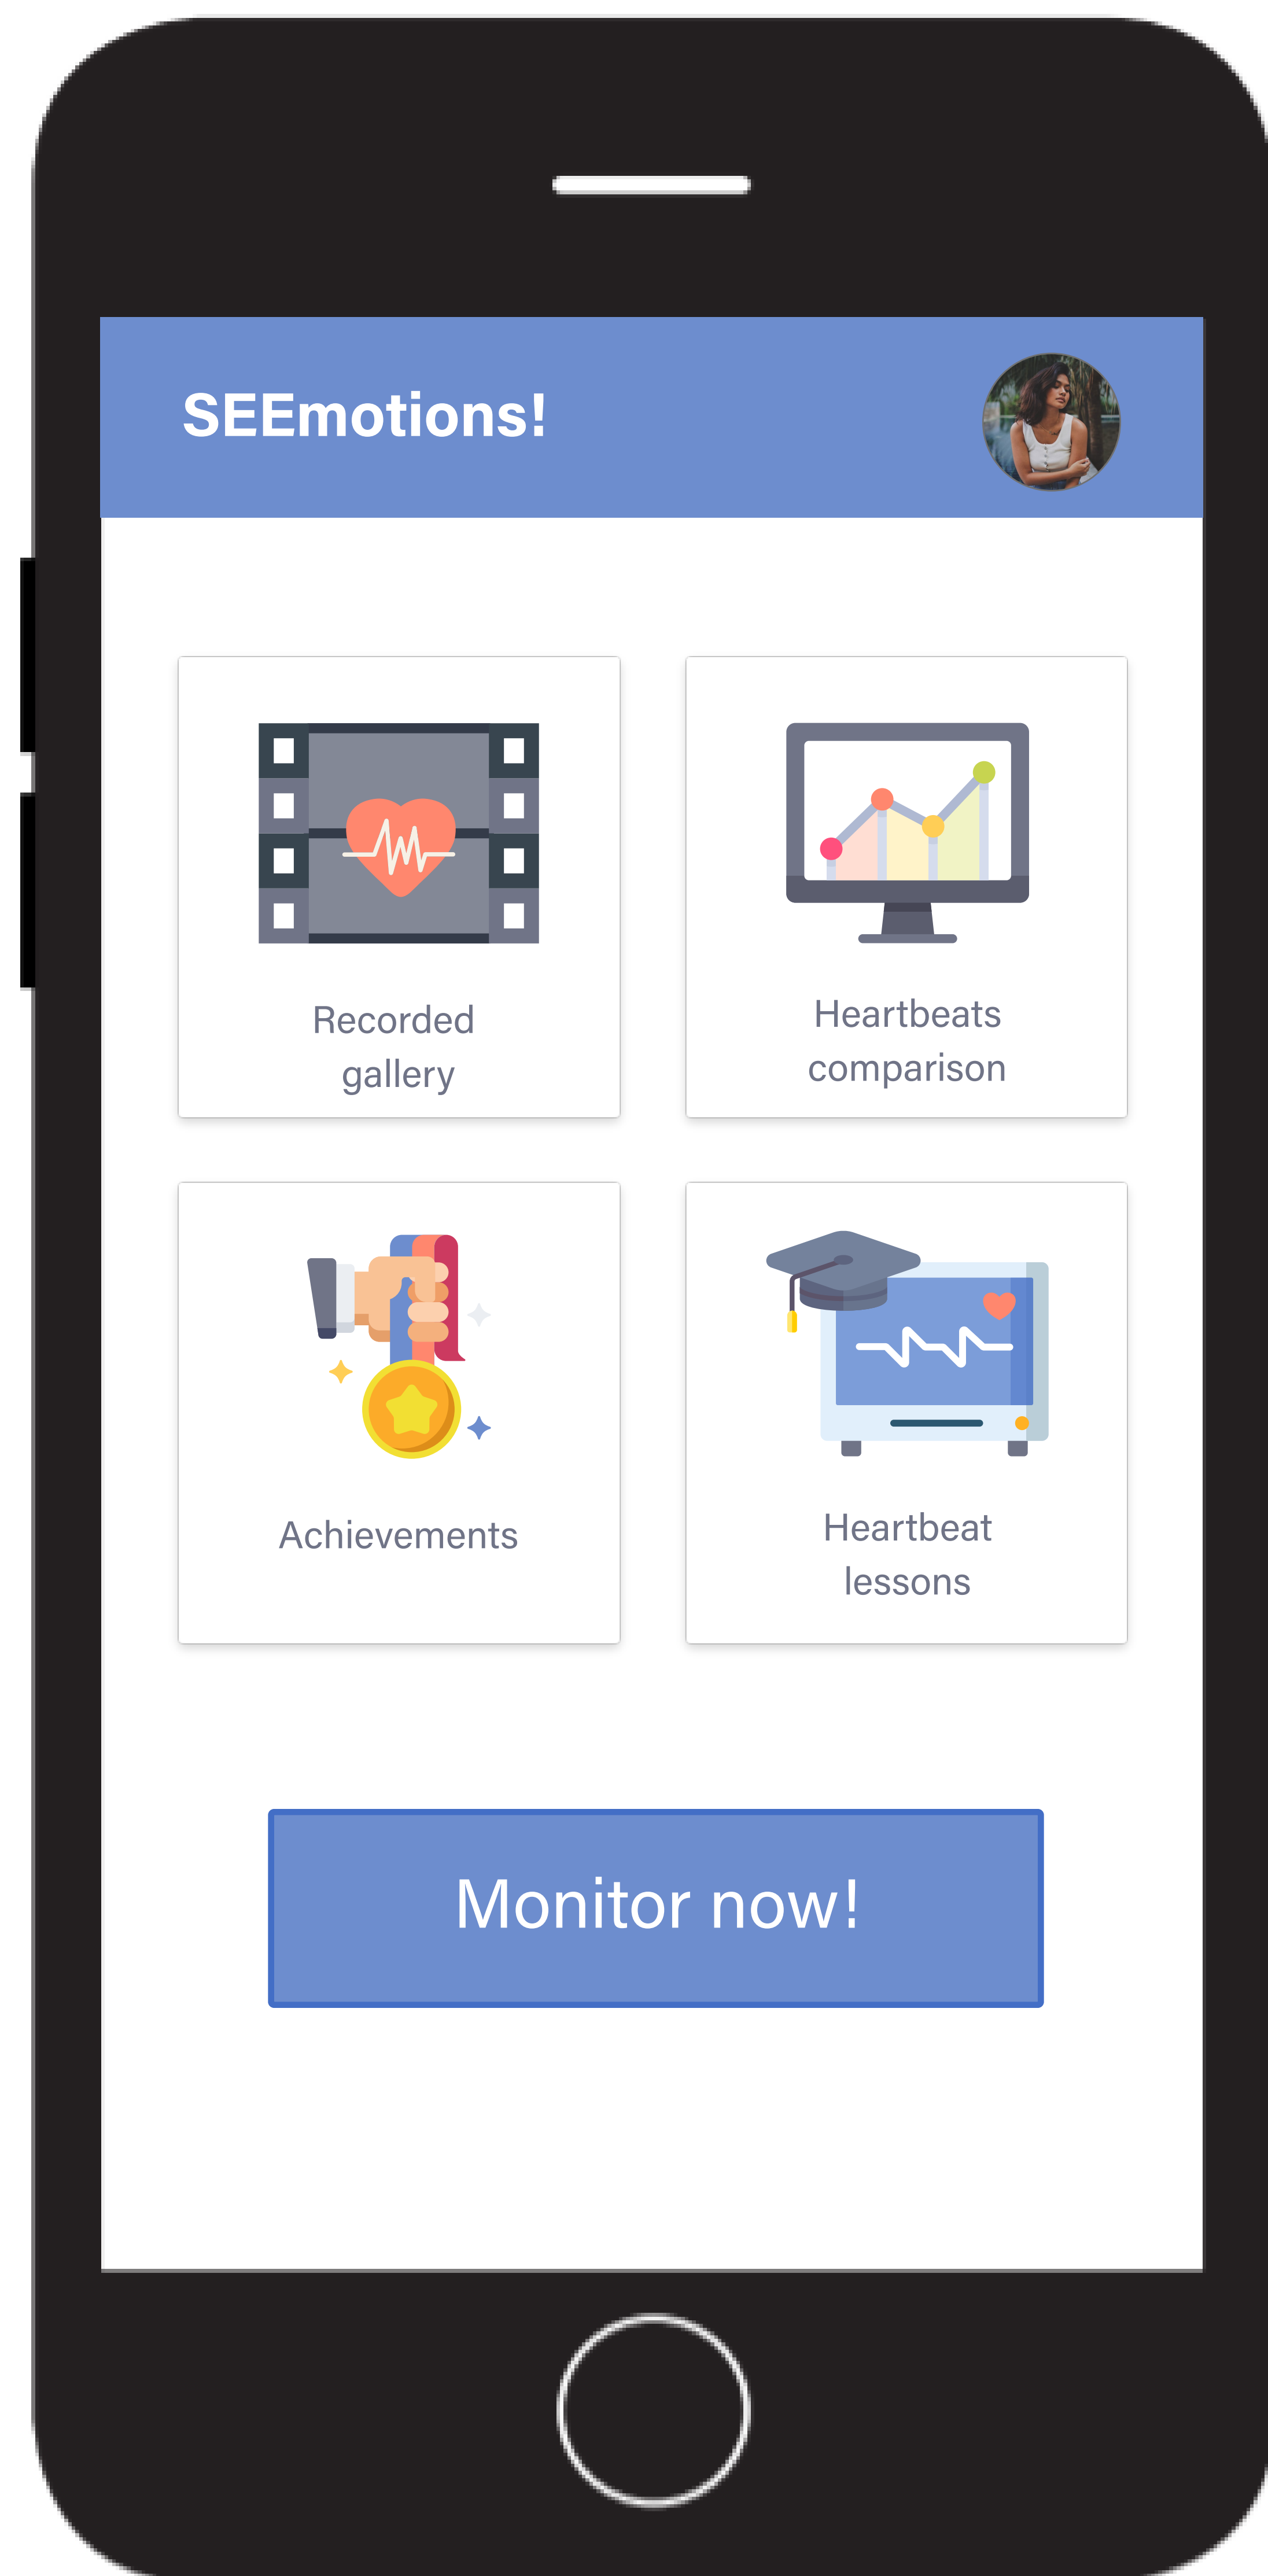 SEEmotions!
Recorded
gallery
Heartbeats
comparison
Achievements
Heartbeat
lessons
Monitor now!